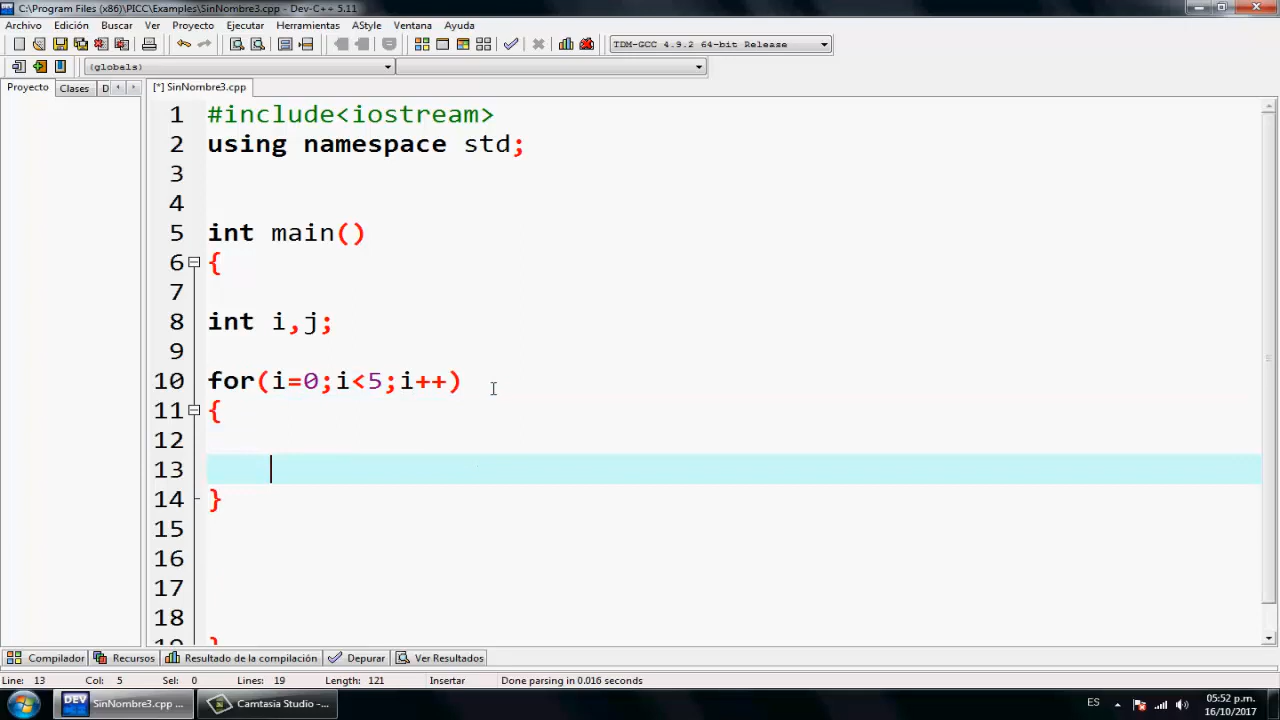 C:\Program Files (x86)\PICC\Examples\SinNombre3.cpp - Dev-C++ 5.11
Archivo Edición Buscar Ver Proyecto Ejecutar Herramientas AStyle Ventana Ayuda
TDM-GCC 4.9.2 64-bit Release
(globals)
Proyecto Clases D [*] SinNombre3.cpp
1 #include<iostream>
2 using namespace std;
3
4
5 int main()
6 {
7
8 int i,j;
9
10 for(i=0;i<5;i++)
11 {
12
13
14 }
15
16
17
18
19 }
Compilador Recursos Resultado de la compilación Depurar Ver Resultados
Line: 13 Col: 5 Sel: 0 Lines: 19 Length: 121 Insertar Done parsing in 0.016 seconds
DEV SinNombre3.cpp ... Camtasia Studio -... ES 05:52 p.m.
16/10/2017